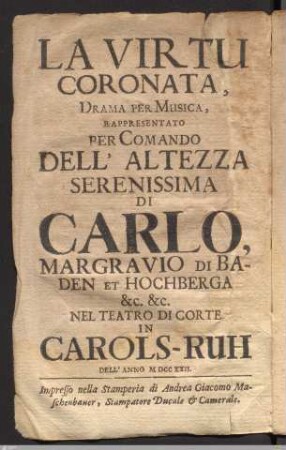 LA VIRTU
CORONATA,
DRAMA PER MUSICA,
RAPPRESENTATO
PER COMANDO
DELL' ALTEZZA
SERENISSIMA
DI
CARLO,
MARGRAVIO DI BA-
DEN ET HOCHBERGA
&c. &c.
NEL TEATRO DI CORTE
IN
CAROLS-RUH
DELL' ANNO M DCC XXII.
Impresso nella Stamperia di Andrea Giacomo Ma-
schenbauer, Stampatore Ducale & Camerale.